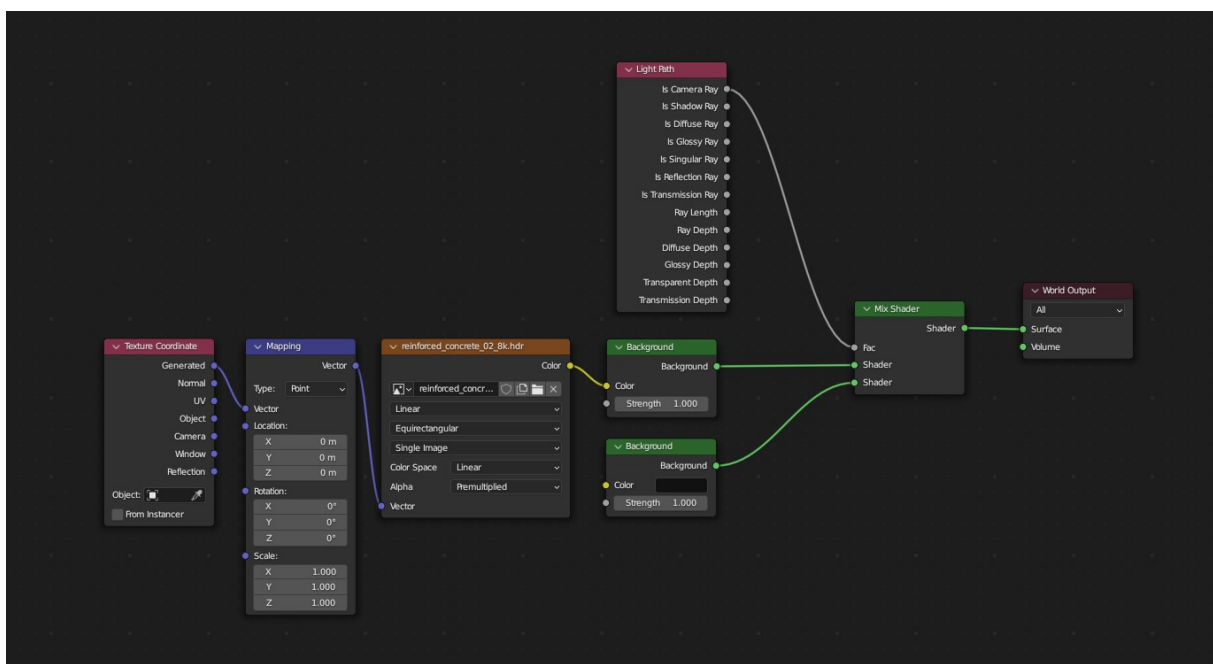 Light Path
Is Camera Ray
Is Shadow Ray
Is Diffuse Ray
Is Glossy Ray
Is Singular Ray
Is Reflection Ray
Is Transmission Ray
Ray Length
Ray Depth
Diffuse Depth
Glossy Depth
Transparent Depth
Transmission Depth
Texture Coordinate
Generated
Normal
UV
Object
Camera
Window
Reflection
Object:
From Instancer
Mapping
Vector
Type: Point
Vector
Location:
X 0 m
Y 0 m
Z 0 m
Rotation:
X 0°
Y 0°
Z 0°
Scale:
X 1.000
Y 1.000
Z 1.000
reinforced_concrete_02_8k.hdr
Color
reinforced_concr...
Linear
Equirectangular
Single Image
Color Space Linear
Alpha Premultiplied
Vector
Background
Background
Color
Strength 1.000
Background
Background
Color
Strength 1.000
Mix Shader
Shader
Fac
Shader
Shader
World Output
All
Surface
Volume